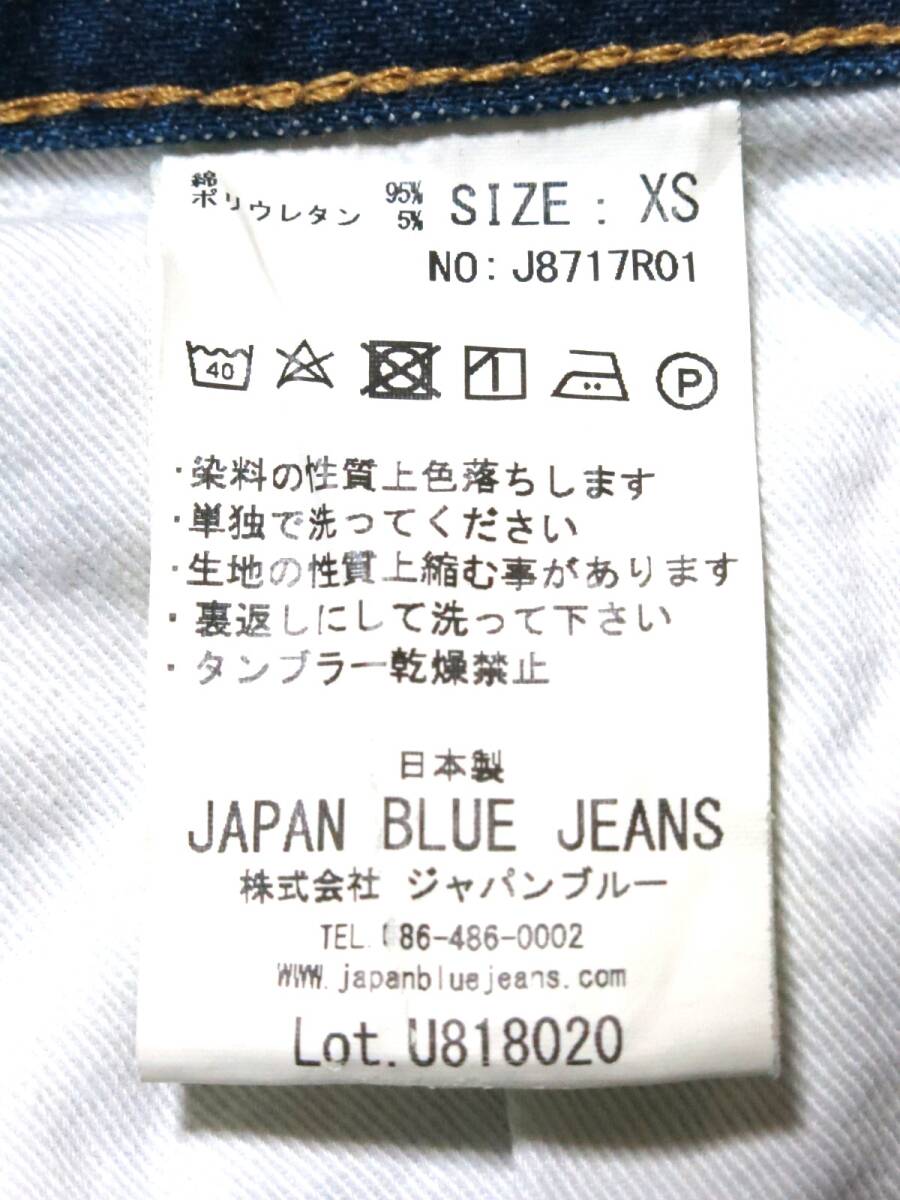 綿 95%
ポリウレタン 5%
SIZE : XS
NO: J8717R01
40
P
・染料の性質上色落ちします
・単独で洗ってください
・生地の性質上縮む事があります
・裏返しにして洗って下さい
・タンブラー乾燥禁止
日本製
JAPAN BLUE JEANS
株式会社 ジャパンブルー
TEL. 086-486-0002
WWW.japanbluejeans.com
Lot.U818020